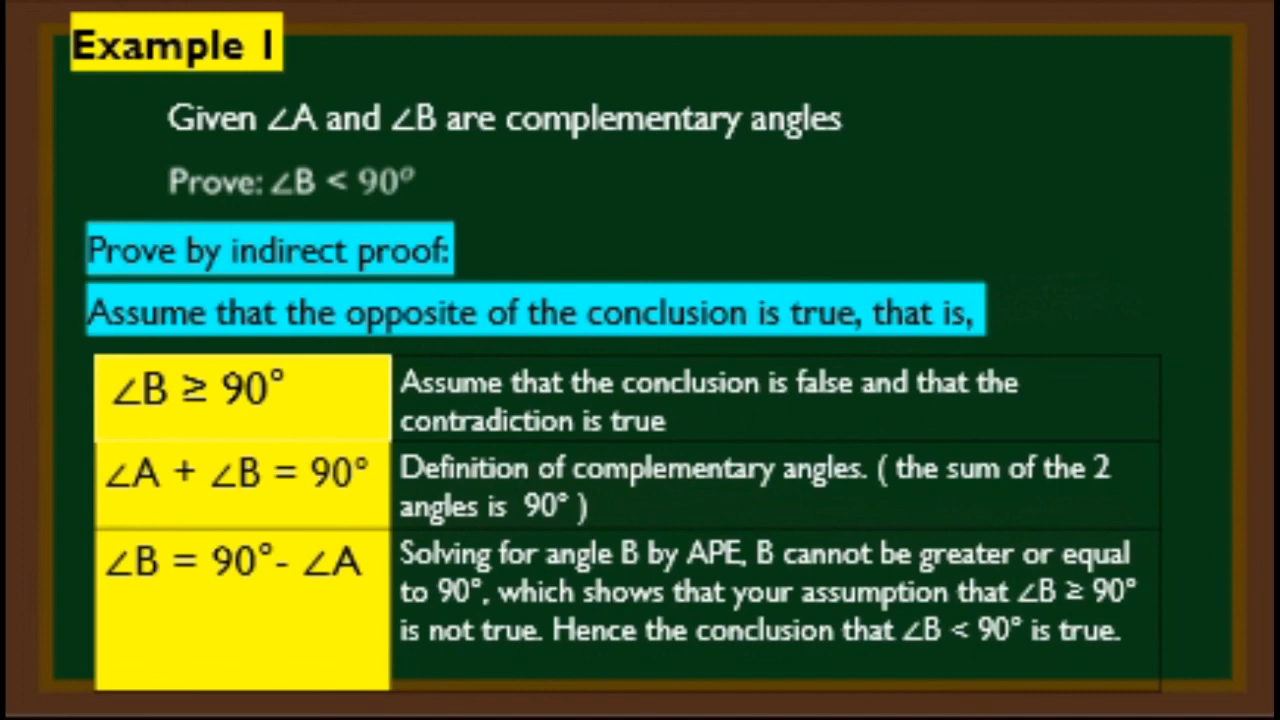 Example 1
Given ∠A and ∠B are complementary angles
Prove: ∠B < 90°
Prove by indirect proof:
Assume that the opposite of the conclusion is true, that is,
∠B ≥ 90°
Assume that the conclusion is false and that the
contradiction is true
∠A + ∠B = 90°
Definition of complementary angles. ( the sum of the 2
angles is 90° )
∠B = 90°- ∠A
Solving for angle B by APE, B cannot be greater or equal
to 90°, which shows that your assumption that ∠B ≥ 90°
is not true. Hence the conclusion that ∠B < 90° is true.